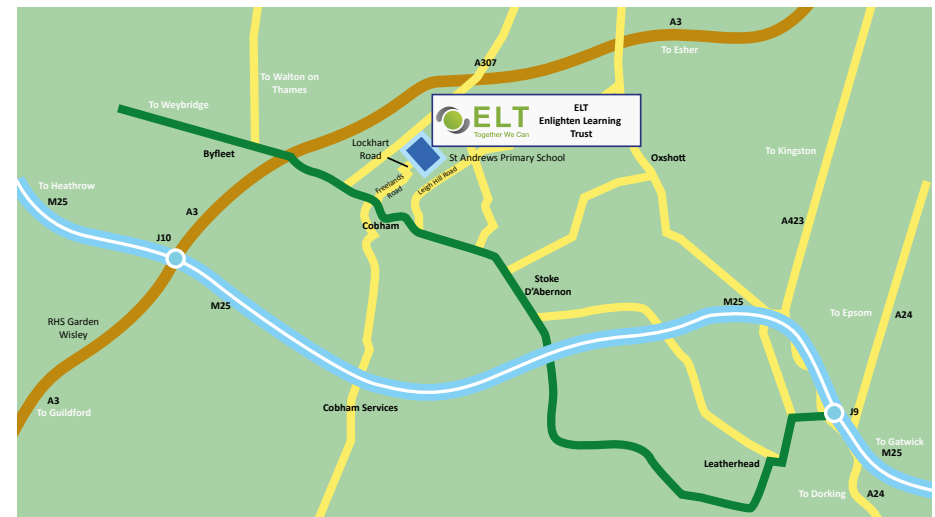 A3
To Esher
A307
To Walton on
Thames
To Weybridge
ELT
Together We Can
ELT
Enlighten Learning
Trust
Lockhart
Road
St Andrews Primary School
Byfleet
Oxshott
To Kingston
Freelands
Road
Leigh Hill Road
To Heathrow
M25
A3
Cobham
A423
J10
Stoke
D'Abernon
M25
M25
To Epsom
A24
RHS Garden
Wisley
A3
To Guildford
Cobham Services
J9
To Gatwick
M25
Leatherhead
To Dorking
A24